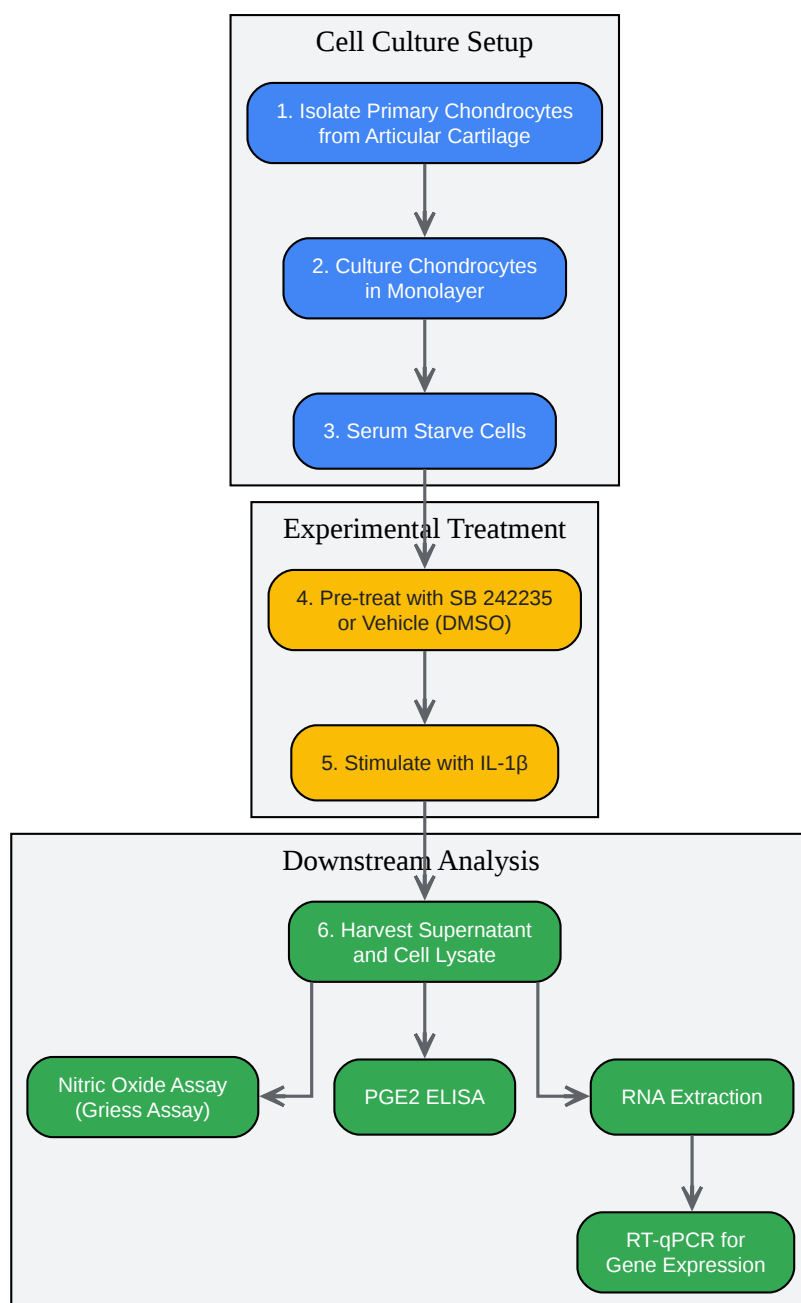 Cell Culture Setup
1. Isolate Primary Chondrocytes
from Articular Cartilage
2. Culture Chondrocytes
in Monolayer
3. Serum Starve Cells
Experimental Treatment
4. Pre-treat with SB 242235
or Vehicle (DMSO)
5. Stimulate with IL-1β
Downstream Analysis
6. Harvest Supernatant
and Cell Lysate
Nitric Oxide Assay
(Griess Assay)
PGE2 ELISA
RNA Extraction
RT-qPCR for
Gene Expression